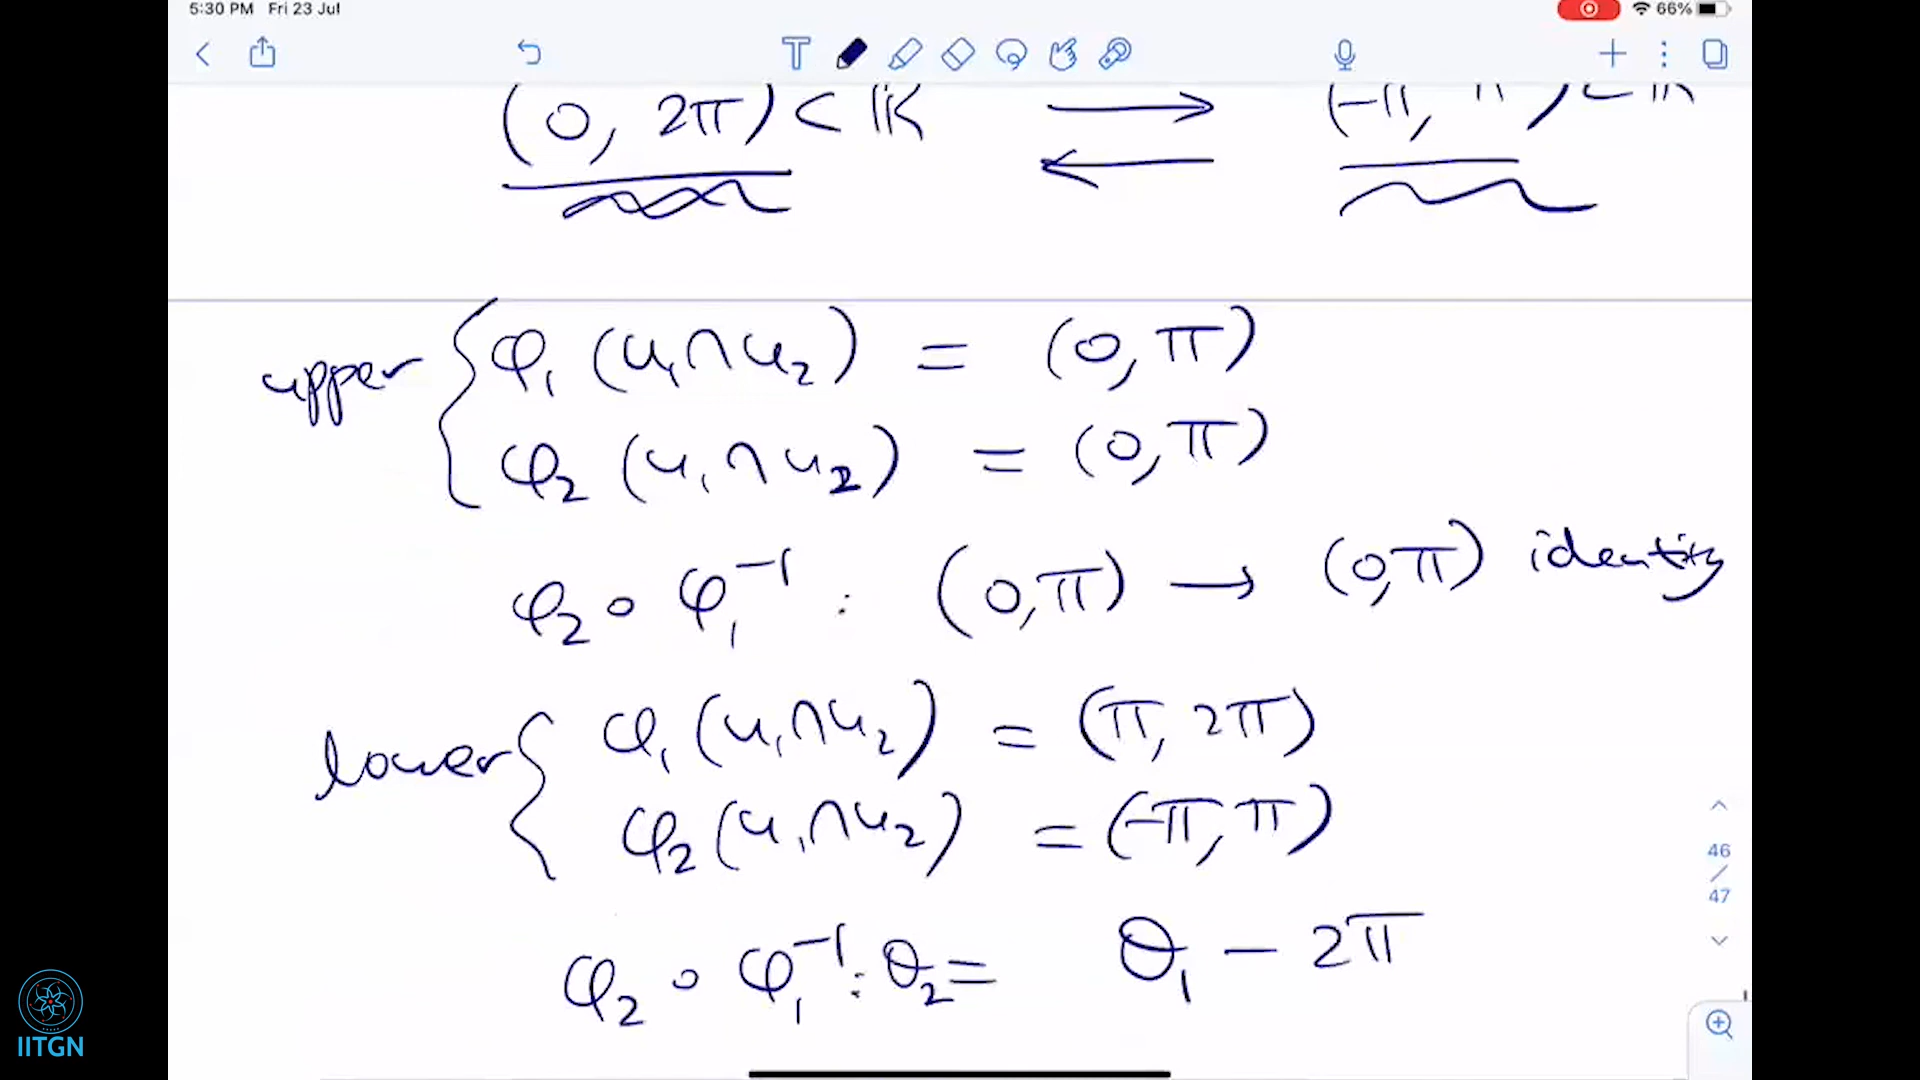 5:30 PM Fri 23 Jul 66%
(0, 2π) ⊂ ℝ ⟶ ⟵ (-π, π) ⊂ ℝ
upper { φ₁ (u₁∩u₂) = (0, π)
φ₂ (u₁∩u₂) = (0, π)
φ₂ ∘ φ₁⁻¹ : (0, π) → (0, π) identity
lower { φ₁ (u₁∩u₂) = (π, 2π)
φ₂ (u₁∩u₂) = (-π, π)
φ₂ ∘ φ₁⁻¹ : θ₂ = θ₁ - 2π
46
/
47
IITGN